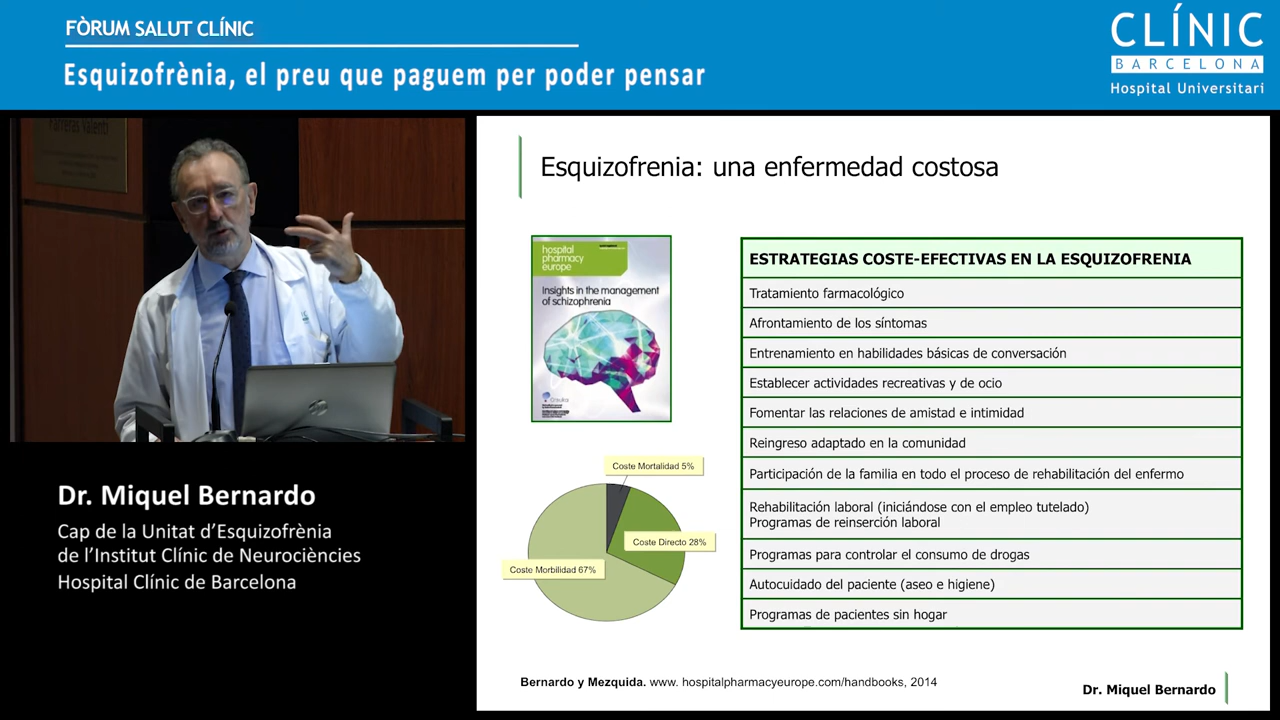 FÒRUM SALUT CLÍNIC
Esquizofrènia, el preu que paguem per poder pensar
CLÍNIC
BARCELONA
Hospital Universitari
Farreras Valentí
Dr. Miquel Bernardo
Cap de la Unitat d’Esquizofrènia
de l’Institut Clínic de Neurociències
Hospital Clínic de Barcelona
Esquizofrenia: una enfermedad costosa
hospital
pharmacy
europe
Insights in the management
of schizophrenia
Otsuka
Coste Mortalidad 5%
Coste Directo 28%
Coste Morbilidad 67%
ESTRATEGIAS COSTE-EFECTIVAS EN LA ESQUIZOFRENIA
Tratamiento farmacológico
Afrontamiento de los síntomas
Entrenamiento en habilidades básicas de conversación
Establecer actividades recreativas y de ocio
Fomentar las relaciones de amistad e intimidad
Reingreso adaptado en la comunidad
Participación de la familia en todo el proceso de rehabilitación del enfermo
Rehabilitación laboral (iniciándose con el empleo tutelado)
Programas de reinserción laboral
Programas para controlar el consumo de drogas
Autocuidado del paciente (aseo e higiene)
Programas de pacientes sin hogar
Bernardo y Mezquida. www. hospitalpharmacyeurope.com/handbooks, 2014
Dr. Miquel Bernardo